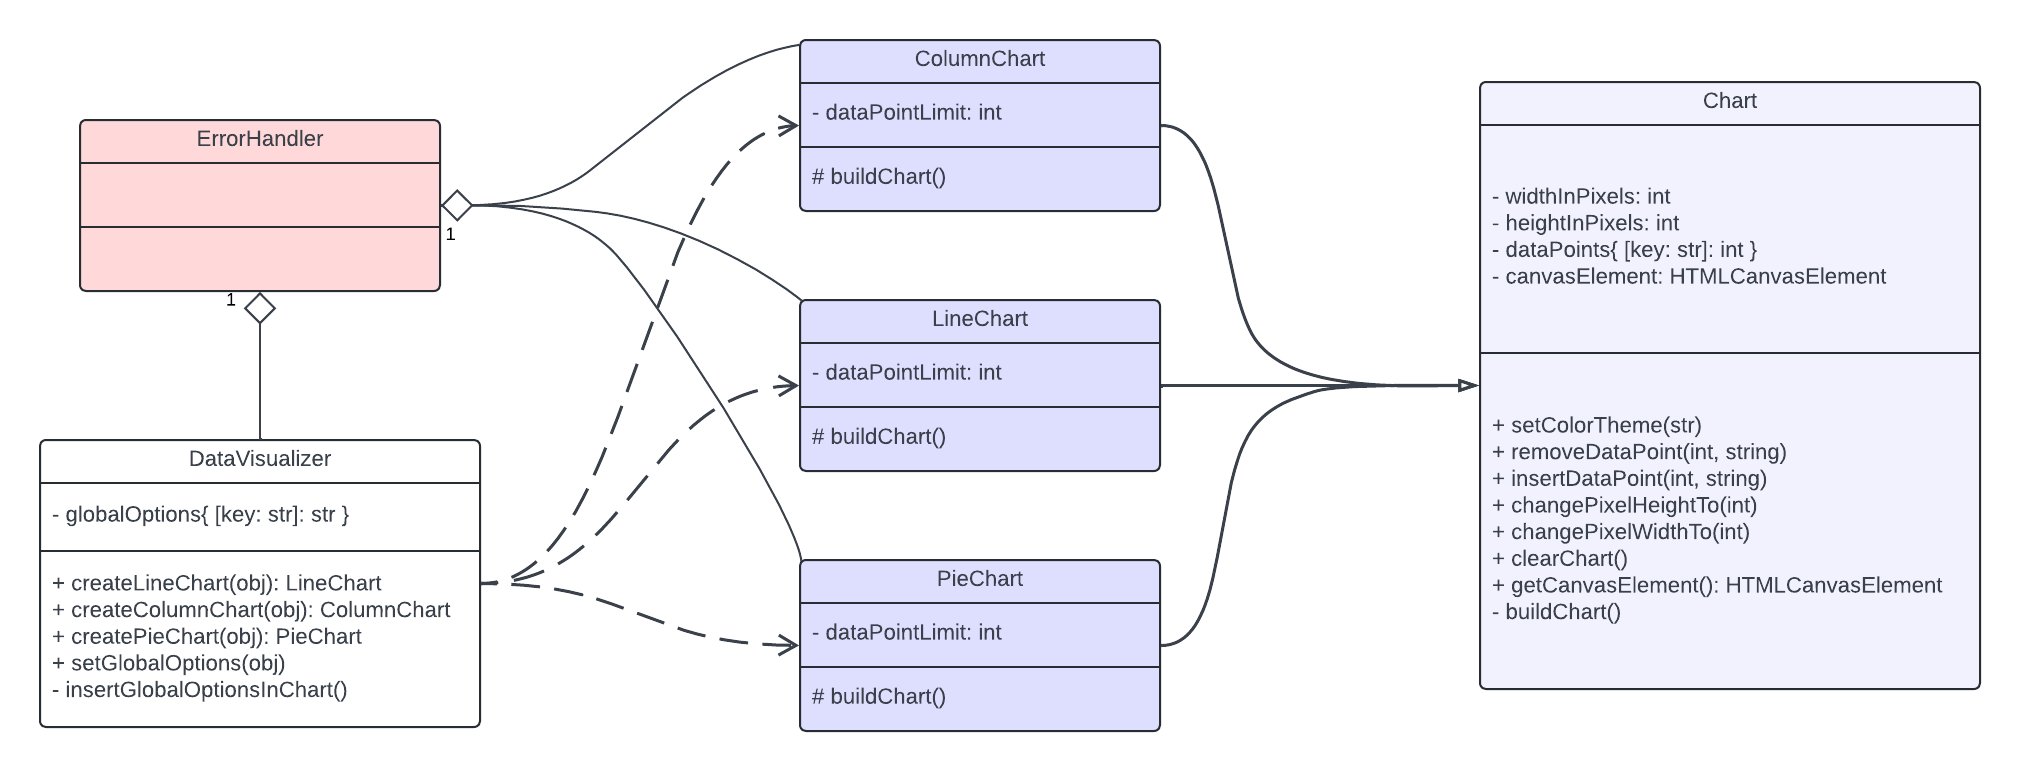 ErrorHandler
1
1
DataVisualizer
- globalOptions{ [key: str]: str }
+ createLineChart(obj): LineChart
+ createColumnChart(obj): ColumnChart
+ createPieChart(obj): PieChart
+ setGlobalOptions(obj)
- insertGlobalOptionsInChart()
ColumnChart
- dataPointLimit: int
# buildChart()
LineChart
- dataPointLimit: int
# buildChart()
PieChart
- dataPointLimit: int
# buildChart()
Chart
- widthInPixels: int
- heightInPixels: int
- dataPoints{ [key: str]: int }
- canvasElement: HTMLCanvasElement
+ setColorTheme(str)
+ removeDataPoint(int, string)
+ insertDataPoint(int, string)
+ changePixelHeightTo(int)
+ changePixelWidthTo(int)
+ clearChart()
+ getCanvasElement(): HTMLCanvasElement
- buildChart()